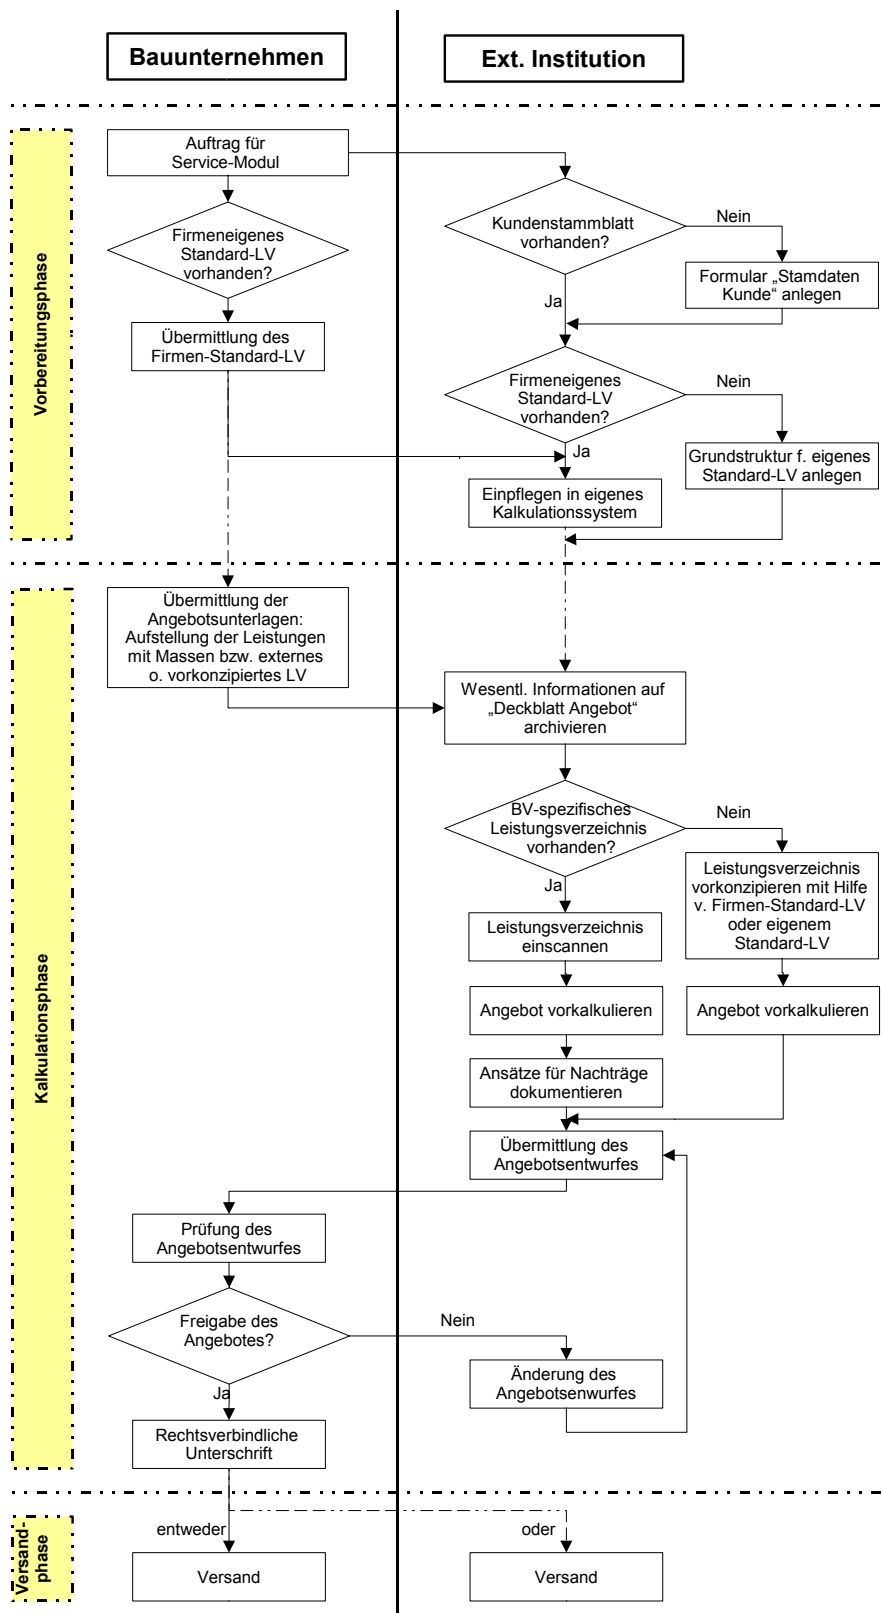 Bauunternehmen
Ext. Institution
Vorbereitungsphase
Auftrag für
Service-Modul
Kundenstammblatt
vorhanden?
Nein
Firmeneigenes
Standard-LV
vorhanden?
Formular „Stamdaten
Kunde“ anlegen
Ja
Übermittlung des
Firmen-Standard-LV
Firmeneigenes
Standard-LV
vorhanden?
Nein
Ja
Grundstruktur f. eigenes
Standard-LV anlegen
Einpflegen in eigenes
Kalkulationssystem
Kalkulationsphase
Übermittlung der
Angebotsunterlagen:
Aufstellung der Leistungen
mit Massen bzw. externes
o. vorkonzipiertes LV
Wesentl. Informationen auf
„Deckblatt Angebot“
archivieren
BV-spezifisches
Leistungsverzeichnis
vorhanden?
Nein
Ja
Leistungsverzeichnis
vorkonzipieren mit Hilfe
v. Firmen-Standard-LV
oder eigenem
Standard-LV
Leistungsverzeichnis
einscannen
Angebot vorkalkulieren
Angebot vorkalkulieren
Ansätze für Nachträge
dokumentieren
Übermittlung des
Angebotsentwurfes
Prüfung des
Angebotsentwurfes
Freigabe des
Angebotes?
Nein
Ja
Änderung des
Angebotsenwurfes
Rechtsverbindliche
Unterschrift
Versand-
phase
entweder
oder
Versand
Versand